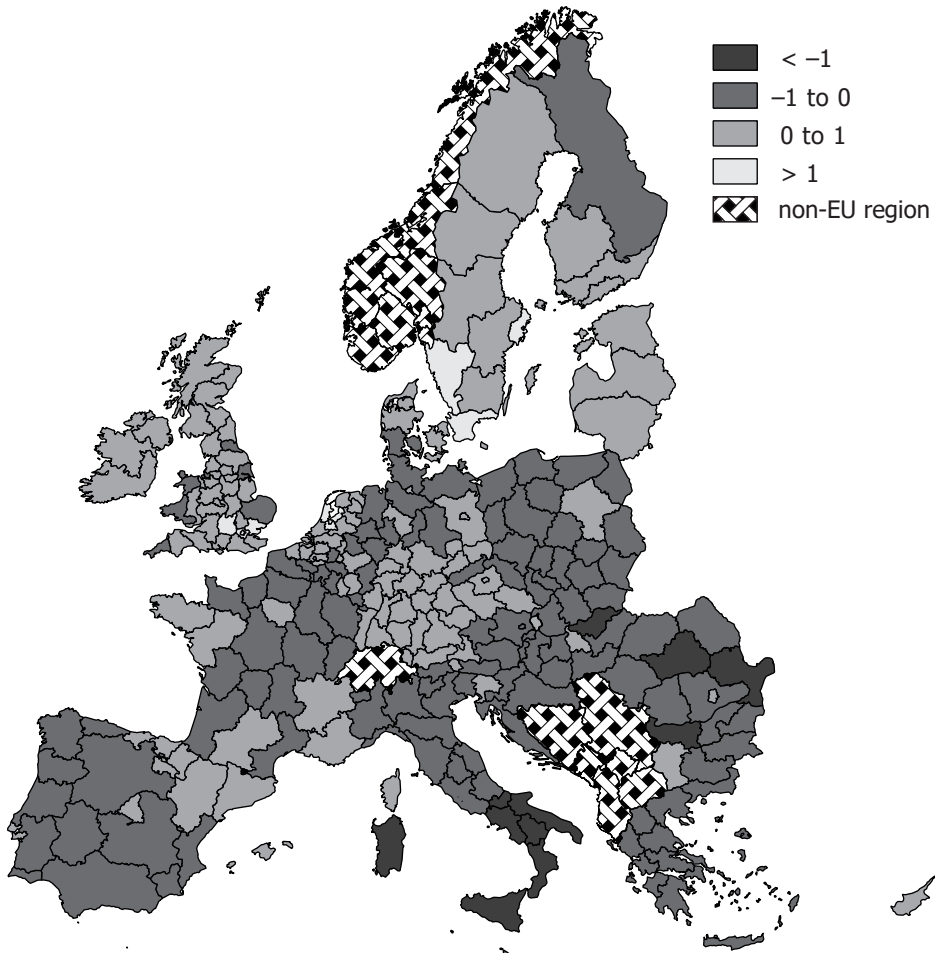 < –1
–1 to 0
0 to 1
> 1
non-EU region